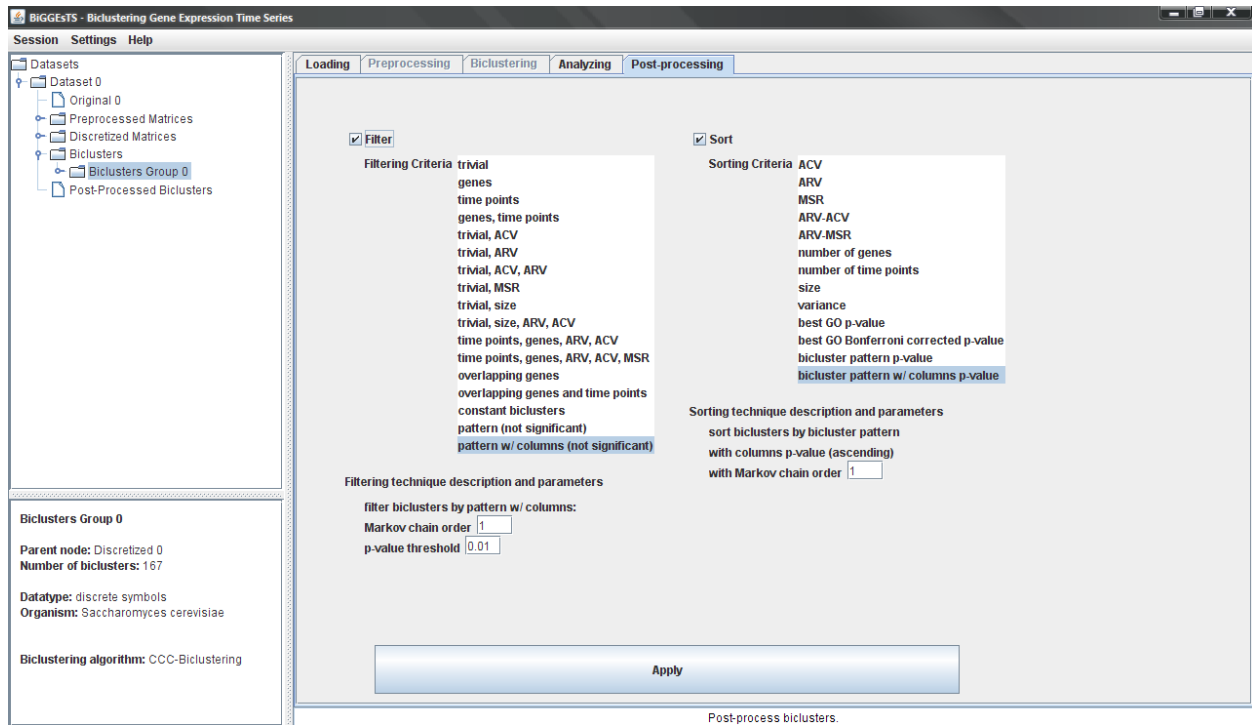 BiGGEsTS - Biclustering Gene Expression Time Series
Session Settings Help
Datasets
Dataset 0
Original 0
Preprocessed Matrices
Discretized Matrices
Biclusters
Biclusters Group 0
Post-Processed Biclusters
Biclusters Group 0
Parent node: Discretized 0
Number of biclusters: 167
Datatype: discrete symbols
Organism: Saccharomyces cerevisiae
Biclustering algorithm: CCC-Biclustering
Loading Preprocessing Biclustering Analyzing Post-processing
Filter
Filtering Criteria trivial
genes
time points
genes, time points
trivial, ACV
trivial, ARV
trivial, ACV, ARV
trivial, MSR
trivial, size
trivial, size, ARV, ACV
time points, genes, ARV, ACV
time points, genes, ARV, ACV, MSR
overlapping genes
overlapping genes and time points
constant biclusters
pattern (not significant)
pattern w/ columns (not significant)
Filtering technique description and parameters
filter biclusters by pattern w/ columns:
Markov chain order 1
p-value threshold 0.01
Sort
Sorting Criteria ACV
ARV
MSR
ARV-ACV
ARV-MSR
number of genes
number of time points
size
variance
best GO p-value
best GO Bonferroni corrected p-value
bicluster pattern p-value
bicluster pattern w/ columns p-value
Sorting technique description and parameters
sort biclusters by bicluster pattern
with columns p-value (ascending)
with Markov chain order 1
Apply
Post-process biclusters.